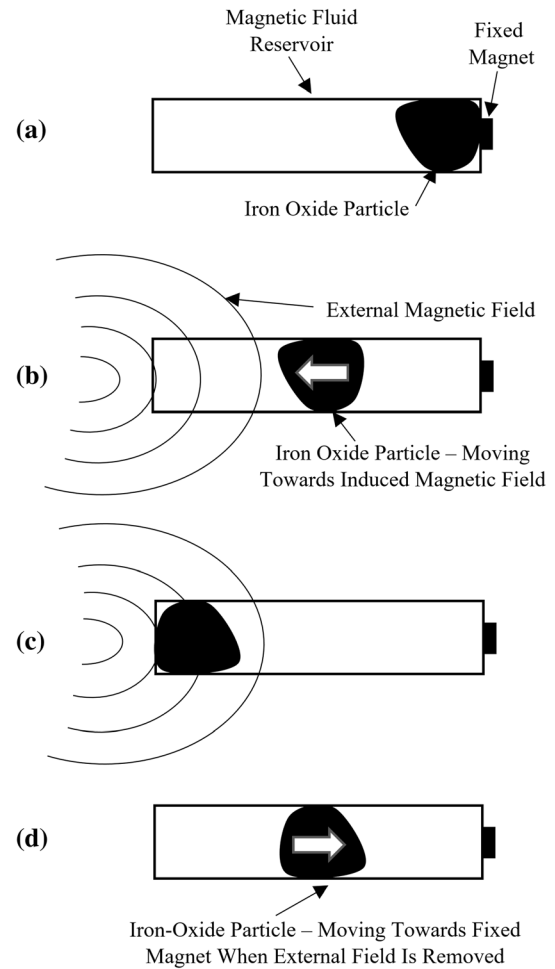 Magnetic Fluid
Reservoir
Fixed
Magnet
(a)
Iron Oxide Particle
External Magnetic Field
(b)
Iron Oxide Particle – Moving
Towards Induced Magnetic Field
(c)
(d)
Iron-Oxide Particle – Moving Towards Fixed
Magnet When External Field Is Removed